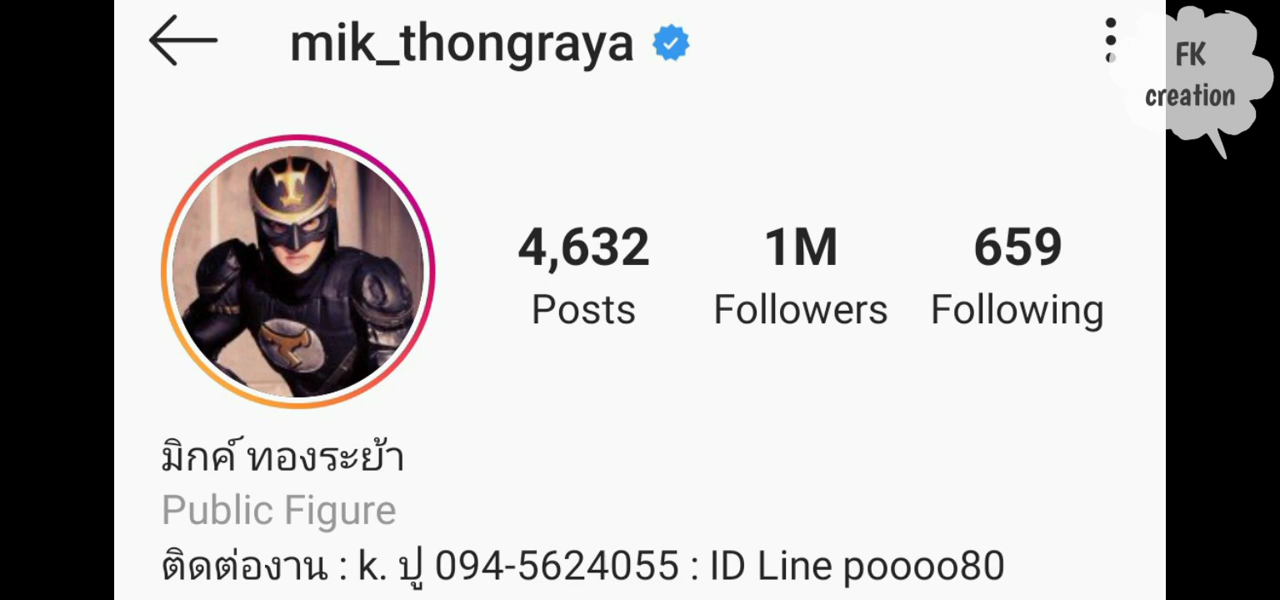 mik_thongraya
FK
creation
4,632 1M 659
Posts Followers Following
มิกค์ ทองระย้า
Public Figure
ติดต่องาน : k. ปู 094-5624055 : ID Line poooo80